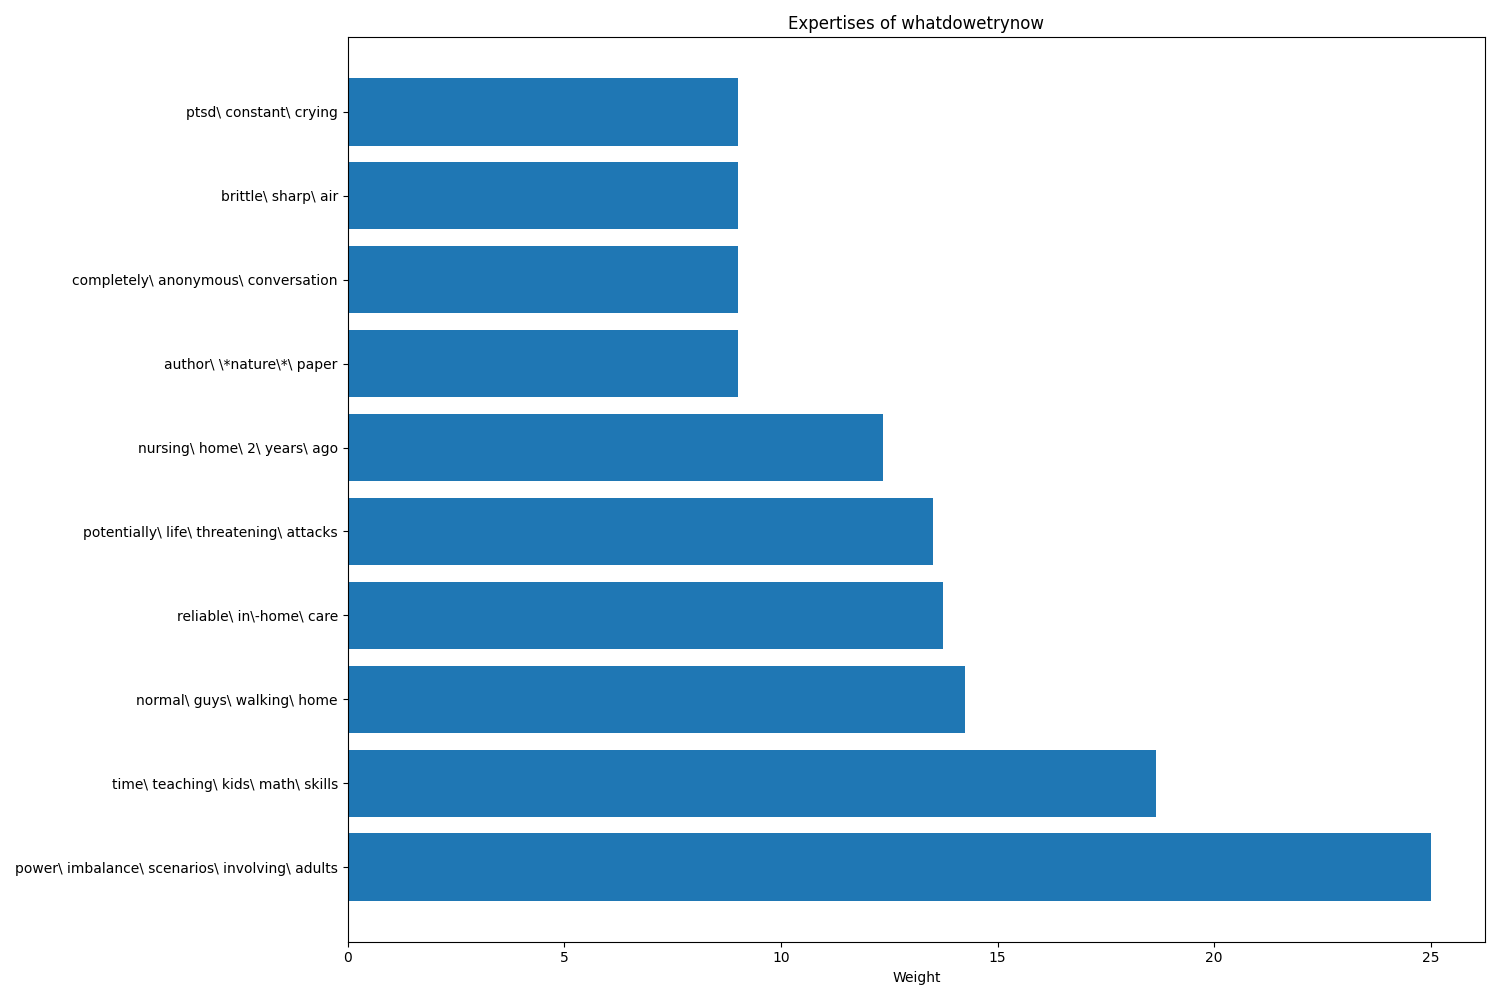 Expertises of whatdowetrynow
ptsd\ constant\ crying
brittle\ sharp\ air
completely\ anonymous\ conversation
author\ \*nature\*\ paper
nursing\ home\ 2\ years\ ago
potentially\ life\ threatening\ attacks
reliable\ in\-home\ care
normal\ guys\ walking\ home
time\ teaching\ kids\ math\ skills
power\ imbalance\ scenarios\ involving\ adults
0 5 10 15 20 25
Weight